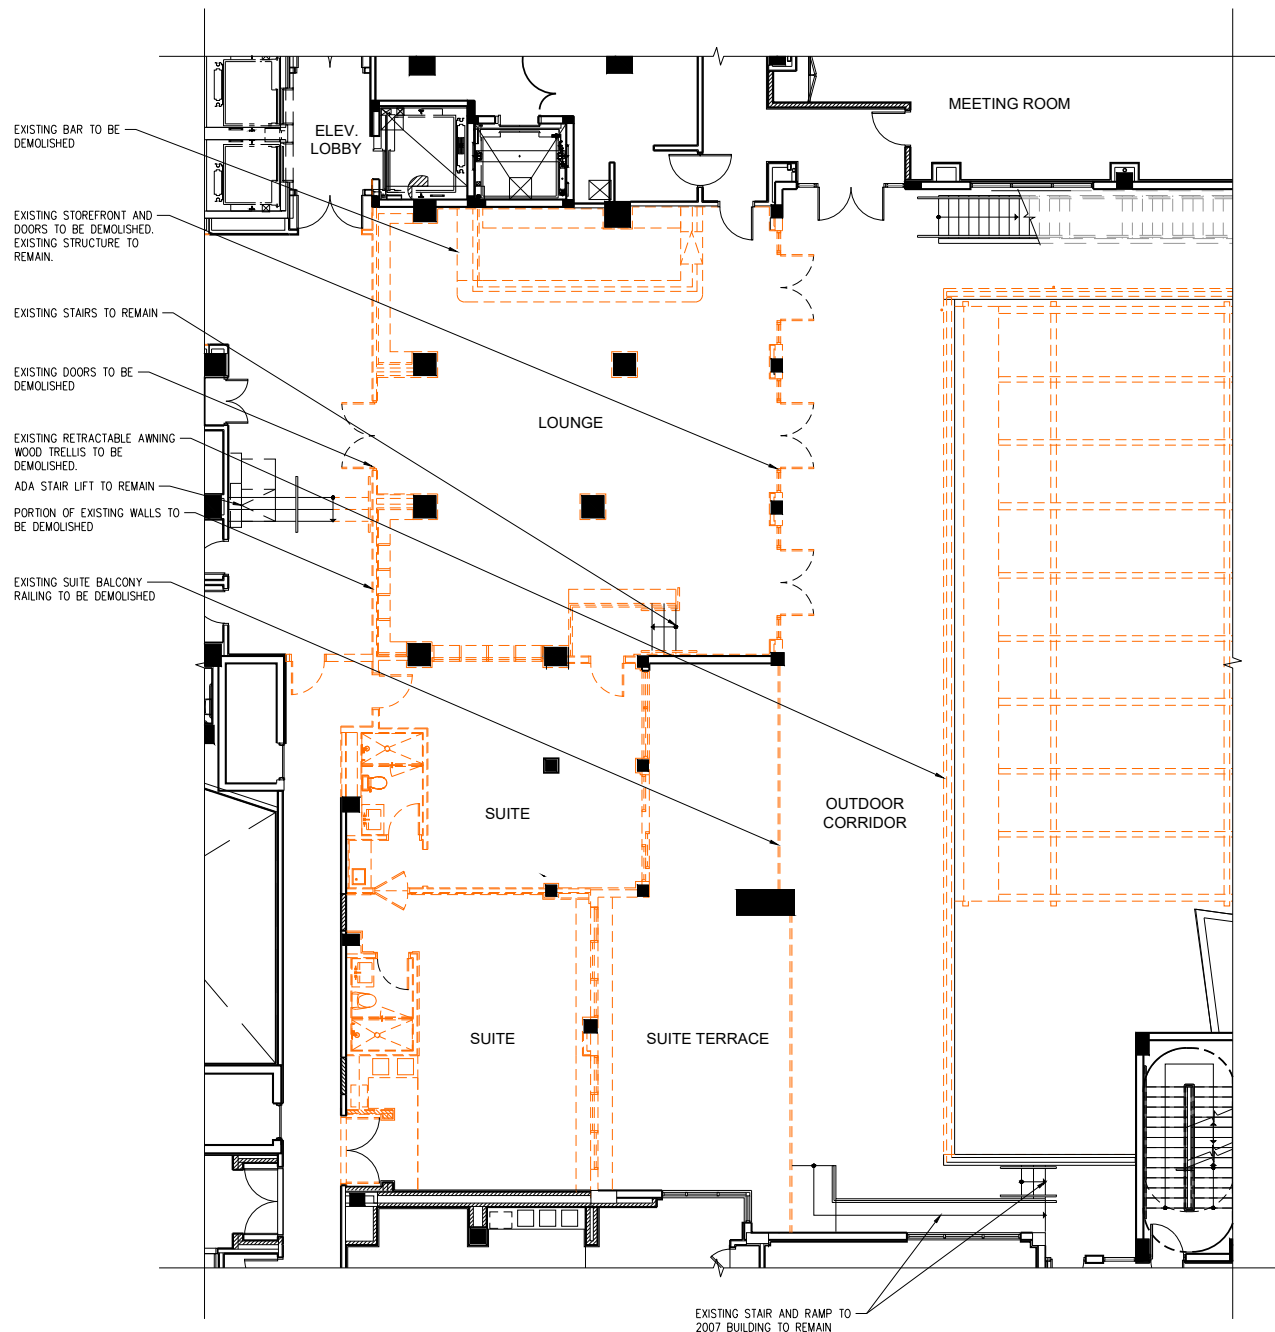 MEETING ROOM
EXISTING BAR TO BE
DEMOLISHED
ELEV.
LOBBY
EXISTING STOREFRONT AND
DOORS TO BE DEMOLISHED.
EXISTING STRUCTURE TO
REMAIN.
EXISTING STAIRS TO REMAIN
EXISTING DOORS TO BE
DEMOLISHED
LOUNGE
EXISTING RETRACTABLE AWNING
WOOD TRELLIS TO BE
DEMOLISHED.
ADA STAIR LIFT TO REMAIN
PORTION OF EXISTING WALLS TO
BE DEMOLISHED
EXISTING SUITE BALCONY
RAILING TO BE DEMOLISHED
SUITE
OUTDOOR
CORRIDOR
SUITE
SUITE TERRACE
EXISTING STAIR AND RAMP TO
2007 BUILDING TO REMAIN